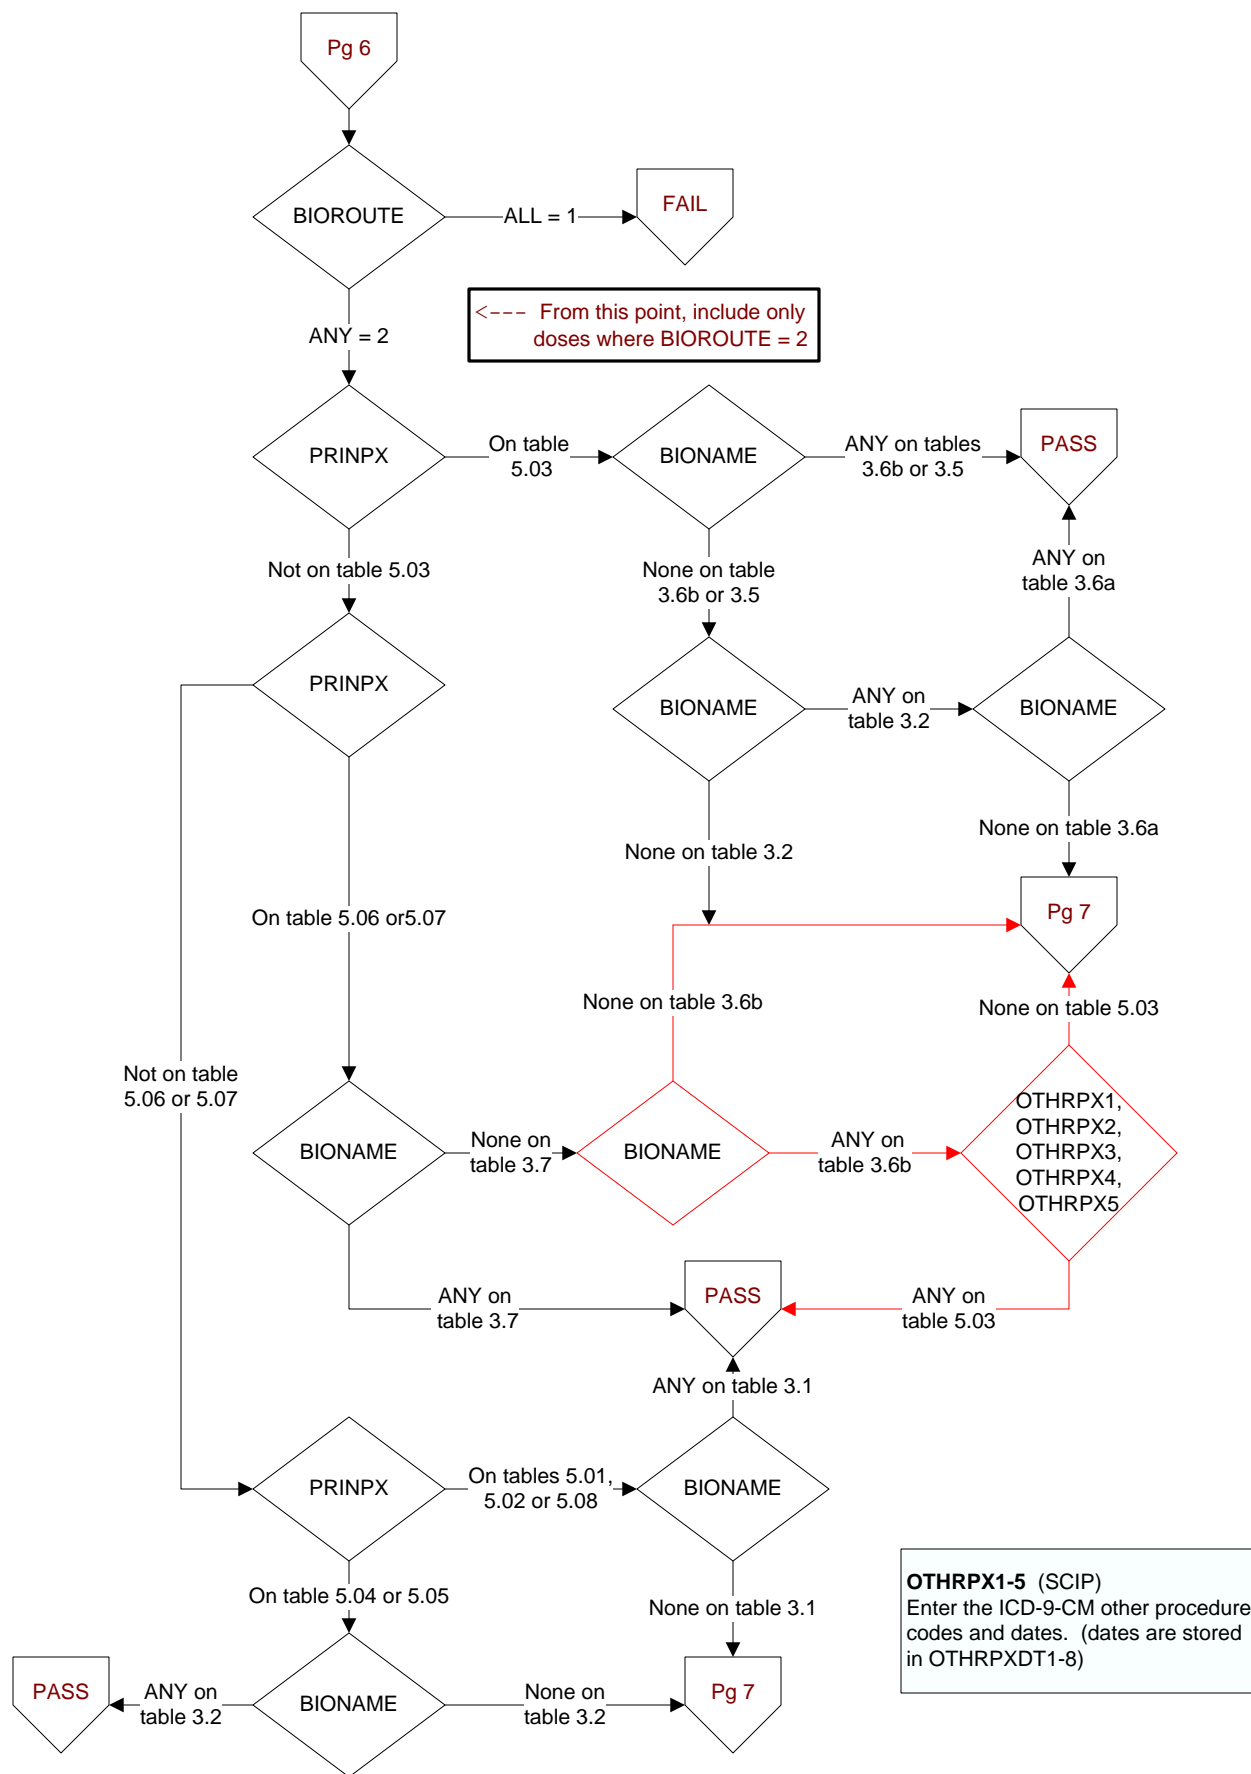 Pg 6
BIOROUTE
ALL = 1
FAIL
<--- From this point, include only
doses where BIOROUTE = 2
ANY = 2
PRINPX
On table
5.03
BIONAME
ANY on tables
3.6b or 3.5
PASS
Not on table 5.03
None on table
3.6b or 3.5
ANY on
table 3.6a
PRINPX
BIONAME
ANY on
table 3.2
BIONAME
None on table 3.2
None on table 3.6a
On table 5.06 or5.07
Pg 7
None on table 3.6b
None on table 5.03
Not on table
5.06 or 5.07
BIONAME
None on
table 3.7
BIONAME
ANY on
table 3.6b
OTHRPX1,
OTHRPX2,
OTHRPX3,
OTHRPX4,
OTHRPX5
ANY on
table 3.7
PASS
ANY on
table 5.03
ANY on table 3.1
PRINPX
On tables 5.01,
5.02 or 5.08
BIONAME
On table 5.04 or 5.05
None on table 3.1
OTHRPX1-5 (SCIP)
Enter the ICD-9-CM other procedure
codes and dates. (dates are stored
in OTHRPXDT1-8)
PASS
ANY on
table 3.2
BIONAME
None on
table 3.2
Pg 7